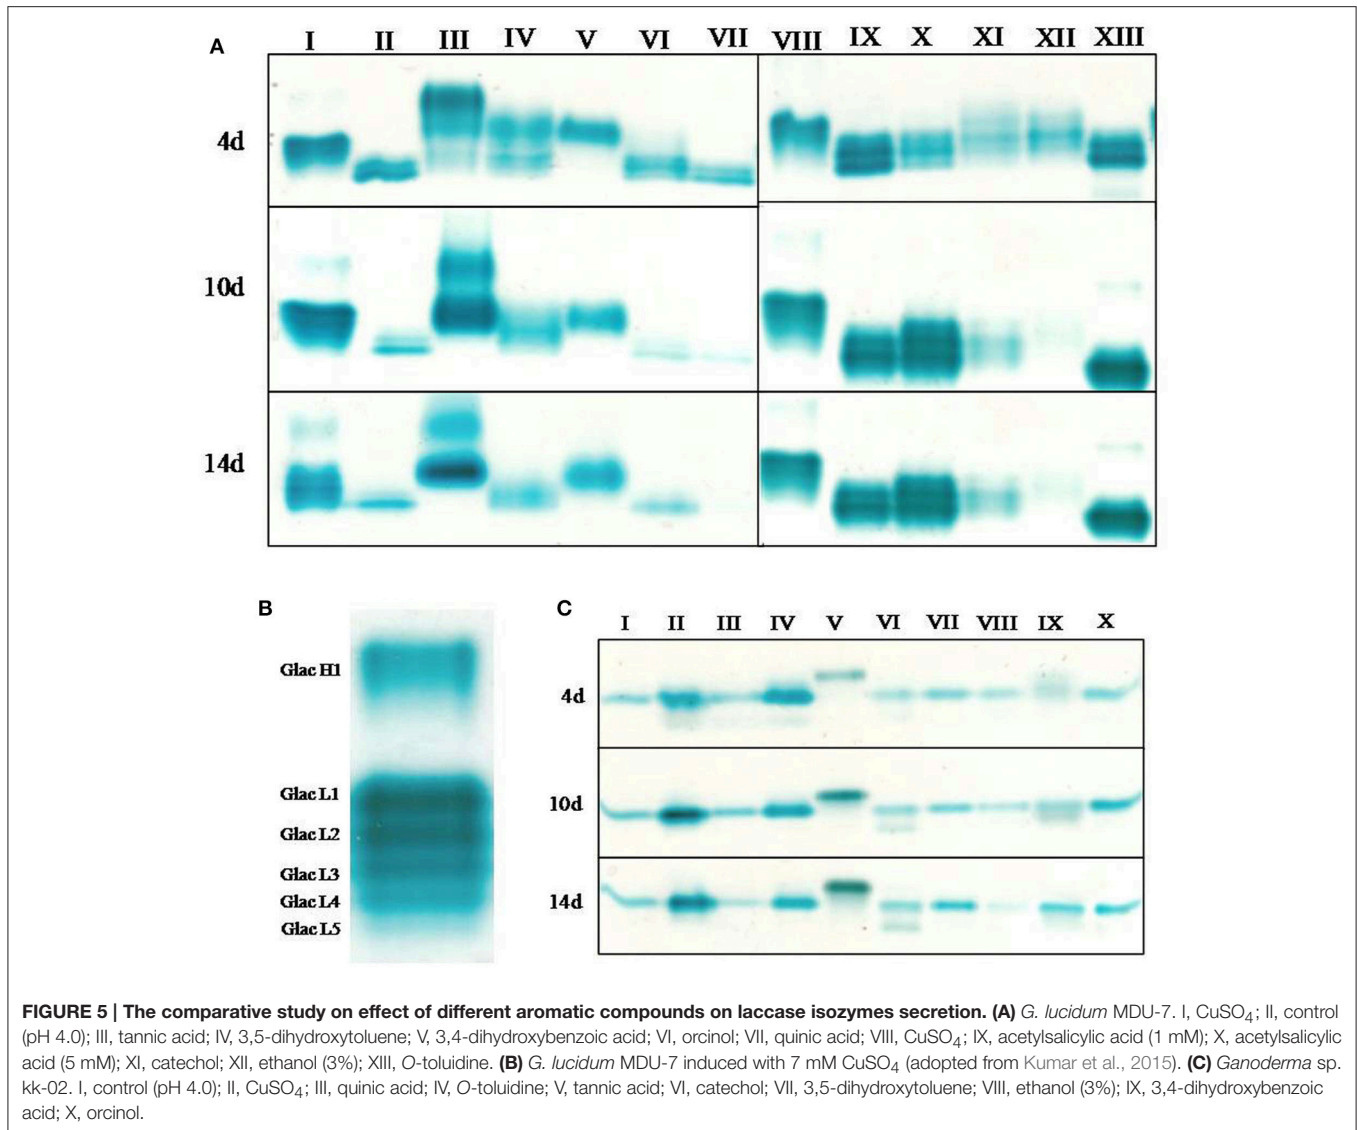 A
I II III IV V VI VII VIII IX X XI XII XIII
4d
10d
14d
B
Glac H1
Glac L1
Glac L2
Glac L3
Glac L4
Glac L5
C
I II III IV V VI VII VIII IX X
4d
10d
14d
FIGURE 5 | The comparative study on effect of different aromatic compounds on laccase isozymes secretion. (A) G. lucidum MDU-7. I, CuSO₄; II, control
(pH 4.0); III, tannic acid; IV, 3,5-dihydroxytoluene; V, 3,4-dihydroxybenzoic acid; VI, orcinol; VII, quinic acid; VIII, CuSO₄; IX, acetylsalicylic acid (1 mM); X, acetylsalicylic
acid (5 mM); XI, catechol; XII, ethanol (3%); XIII, O-toluidine. (B) G. lucidum MDU-7 induced with 7 mM CuSO₄ (adopted from Kumar et al., 2015). (C) Ganoderma sp.
kk-02. I, control (pH 4.0); II, CuSO₄; III, quinic acid; IV, O-toluidine; V, tannic acid; VI, catechol; VII, 3,5-dihydroxytoluene; VIII, ethanol (3%); IX, 3,4-dihydroxybenzoic
acid; X, orcinol.